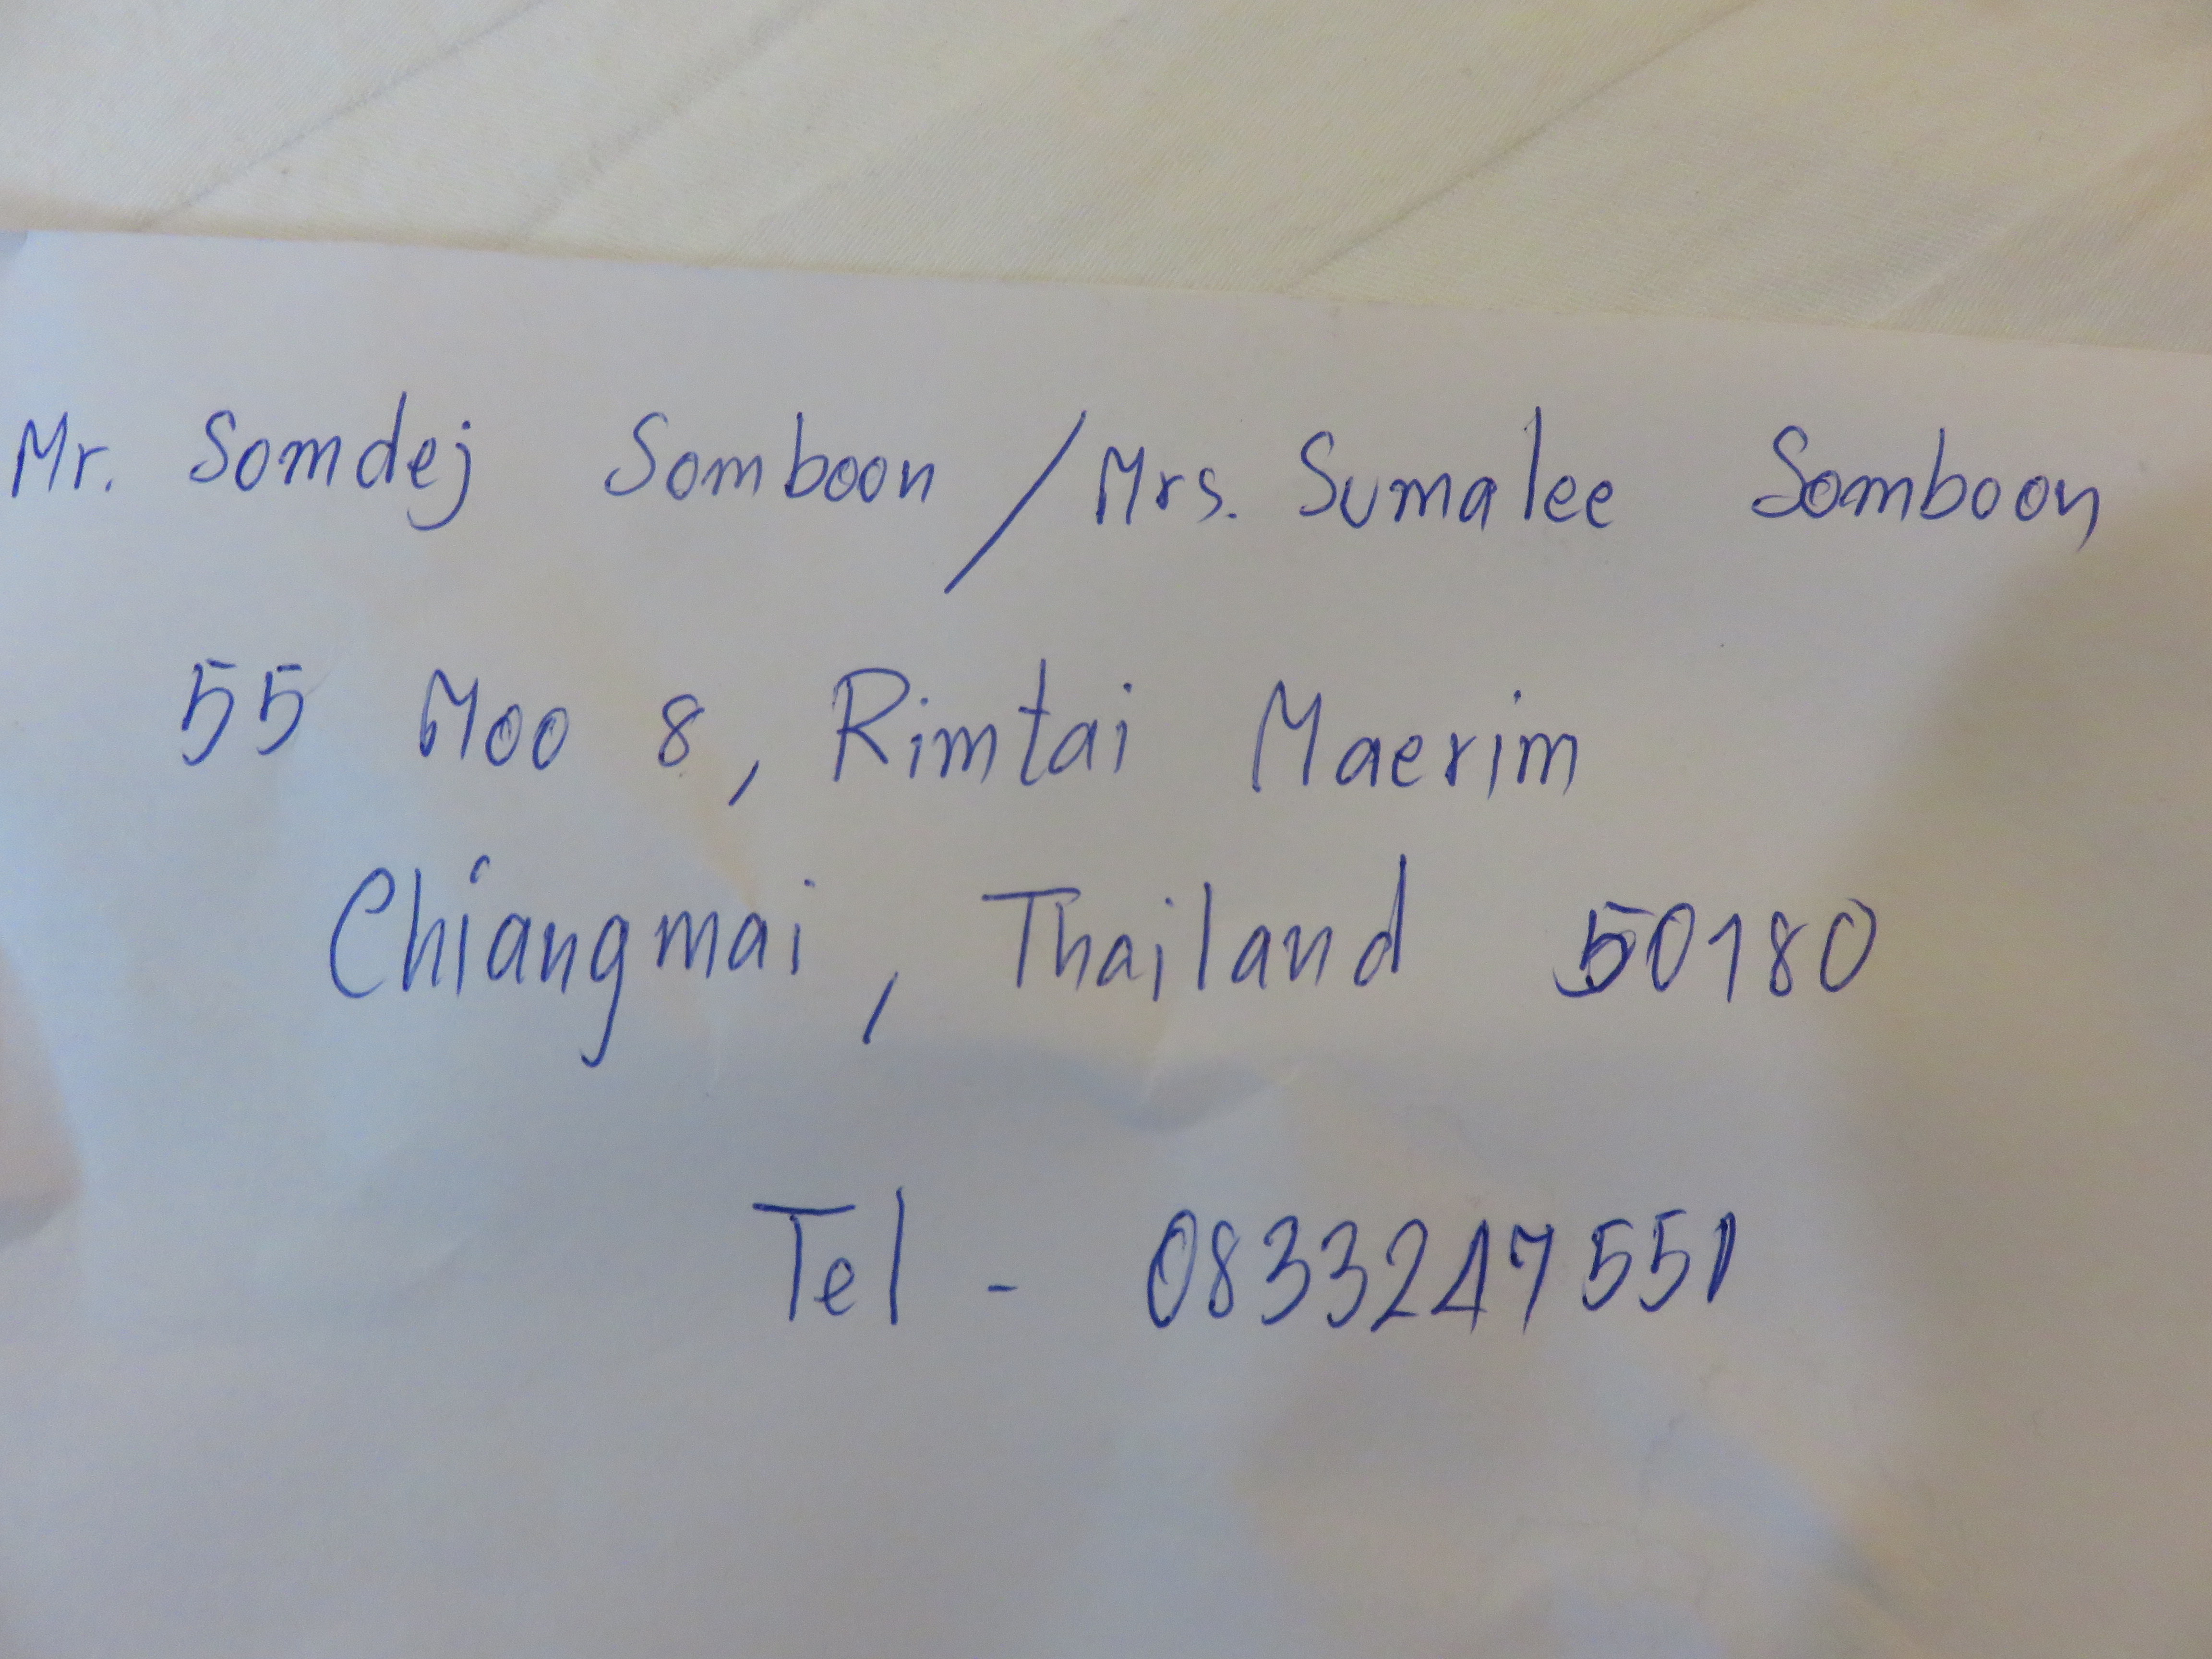 Mr. Somdej Somboon / Mrs. Sumalee Somboon
55 Moo 8, Rimtai Maerim
Chiangmai, Thailand 50180
Tel - 0833247551